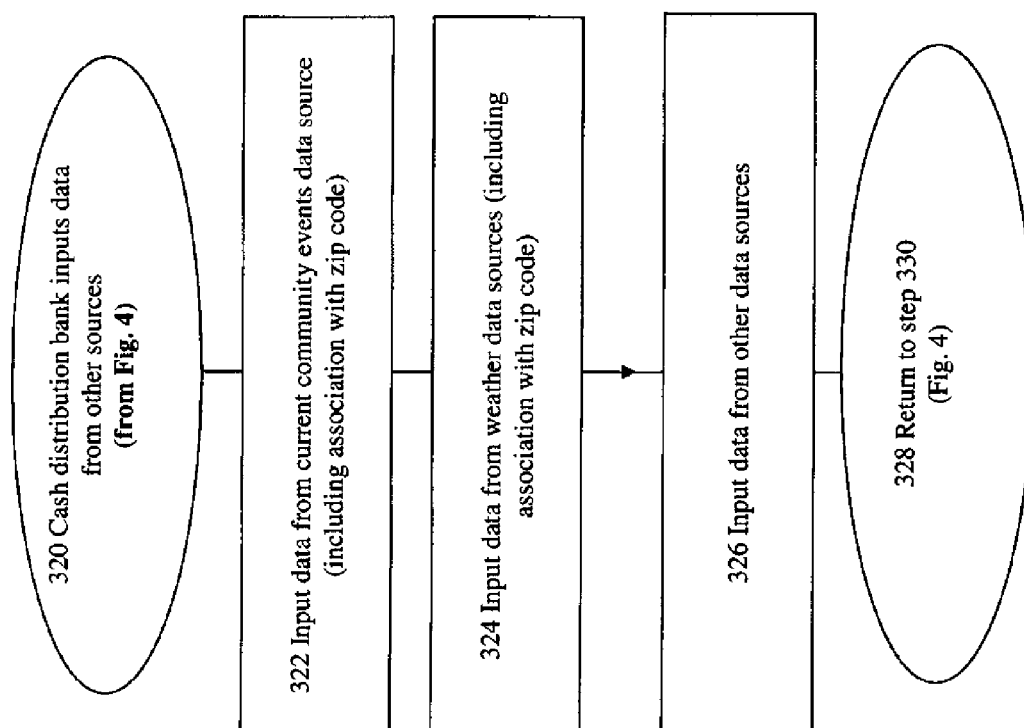 320 Cash distribution bank inputs data
from other sources
(from Fig. 4)
322 Input data from current community events data source
(including association with zip code)
324 Input data from weather data sources (including
association with zip code)
326 Input data from other data sources
328 Return to step 330
(Fig. 4)